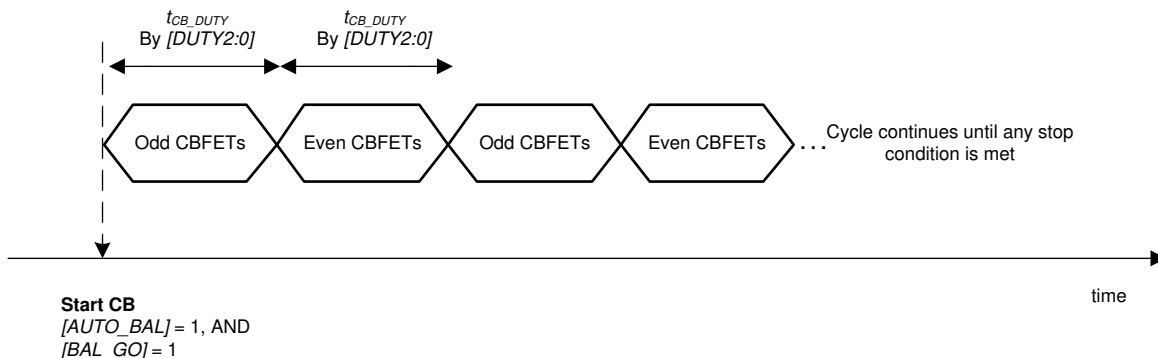 tCB_DUTY
By [DUTY2:0]
tCB_DUTY
By [DUTY2:0]
Odd CBFETs
Even CBFETs
Odd CBFETs
Even CBFETs
... Cycle continues until any stop
condition is met
time
Start CB
[AUTO_BAL] = 1, AND
[BAL_GO] = 1